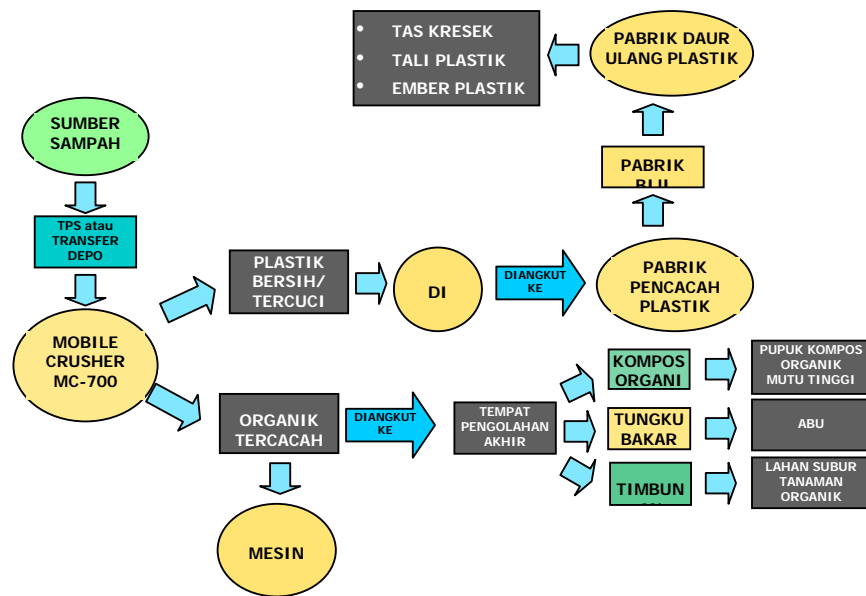 • TAS KRESEK
• TALI PLASTIK
• EMBER PLASTIK
PABRIK DAUR
ULANG PLASTIK
SUMBER
SAMPAH
PABRIK
TPS atau
TRANSFER
DEPO
PLASTIK
BERSIH/
TERCUCI
DI
DIANGKUT
KE
PABRIK
PENCACAH
PLASTIK
MOBILE
CRUSHER
MC-700
ORGANIK
TERCACAH
DIANGKUT
KE
TEMPAT
PENGOLAHAN
AKHIR
KOMPOS
ORGANI
PUPUK KOMPOS
ORGANIK
MUTU TINGGI
TUNGKU
BAKAR
ABU
TIMBUN
LAHAN SUBUR
TANAMAN
ORGANIK
MESIN